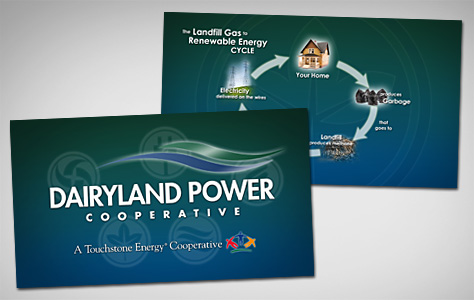 The Landfill Gas to
Renewable Energy
CYCLE
Your Home
produces
Garbage
that
goes to
Landfill
produces methane
Electricity
delivered on the wires
DAIRYLAND POWER
COOPERATIVE
A Touchstone Energy® Cooperative